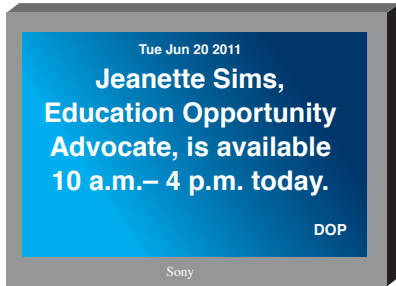 Tue Jun 20 2011
Jeanette Sims,
Education Opportunity
Advocate, is available
10 a.m.– 4 p.m. today.
DOP
Sony